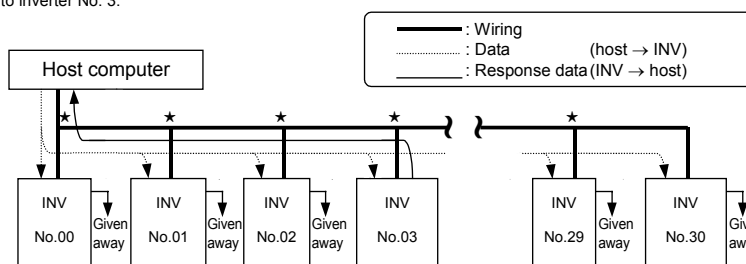 to inverter No. 3.
: Wiring
: Data (host → INV)
: Response data (INV → host)
Host computer
★ ★ ★ ★ ★
INV INV INV INV INV INV
No.00 Given away No.01 Given away No.02 Given away No.03 No.29 Given away No.30